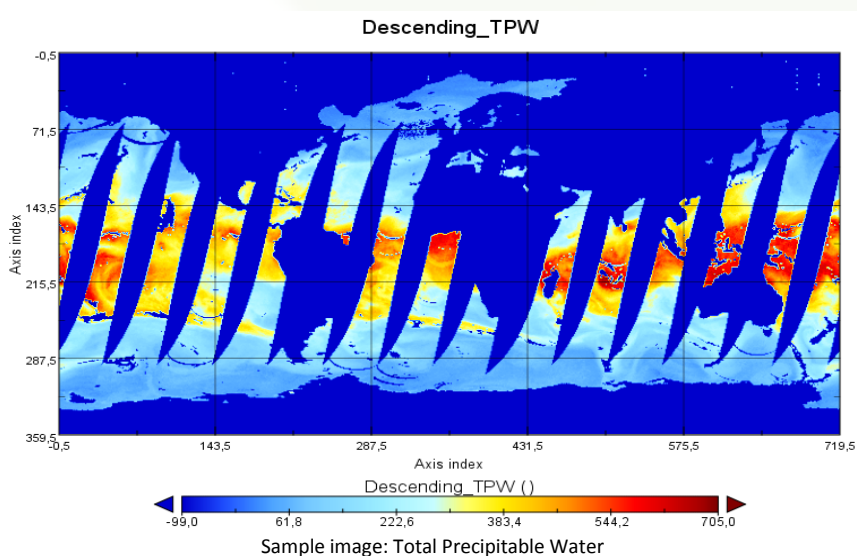 Descending_TPW
-0,5
71,5
143,5
215,5
287,5
359,5
Axis index
-0,5 143,5 287,5 431,5 575,5 719,5
Axis index
Descending_TPW ( )
-99,0 61,8 222,6 383,4 544,2 705,0
Sample image: Total Precipitable Water